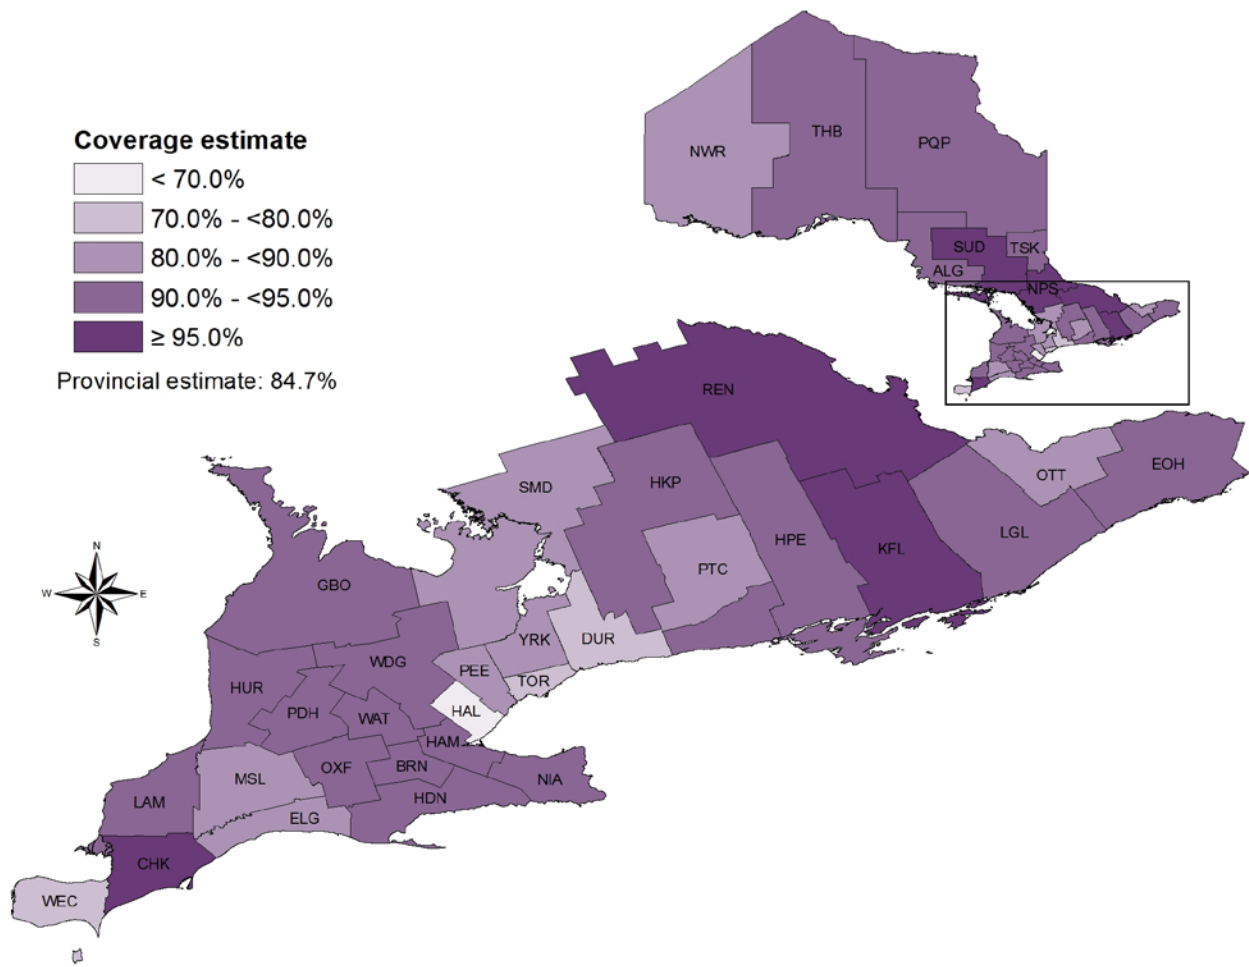 Coverage estimate
< 70.0%
70.0% - <80.0%
80.0% - <90.0%
90.0% - <95.0%
≥ 95.0%
Provincial estimate: 84.7%
NWR
THB
PQP
SUD
TSK
ALG
NPS
REN
SMD
HKP
OTT
EOH
LGL
HPE
KFL
PTC
GBO
N
W
E
S
YRK
DUR
WDG
PEE
TOR
HUR
HAL
PDH
WAT
HAM
MSL
OXF
BRN
NIA
LAM
HDN
ELG
CHK
WEC